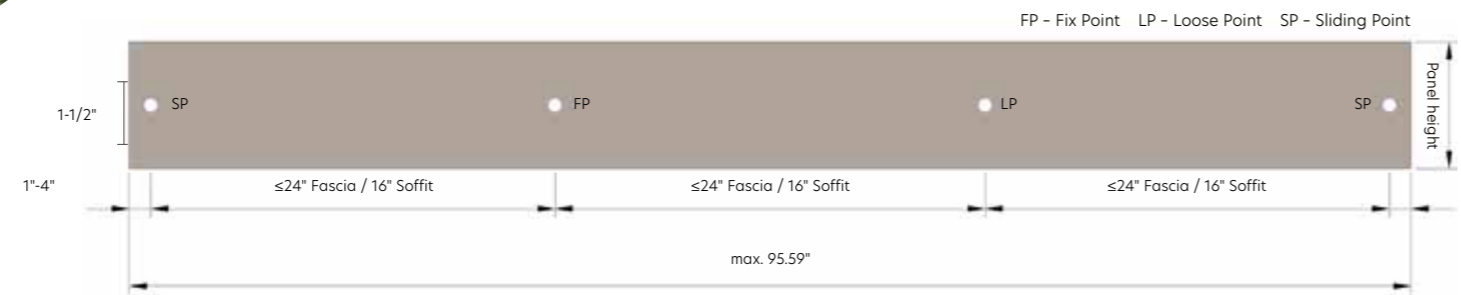 FP - Fix Point LP - Loose Point SP - Sliding Point
Panel height
1-1/2"
SP FP LP SP
1"-4" ≤24" Fascia / 16" Soffit ≤24" Fascia / 16" Soffit ≤24" Fascia / 16" Soffit
max. 95.59"